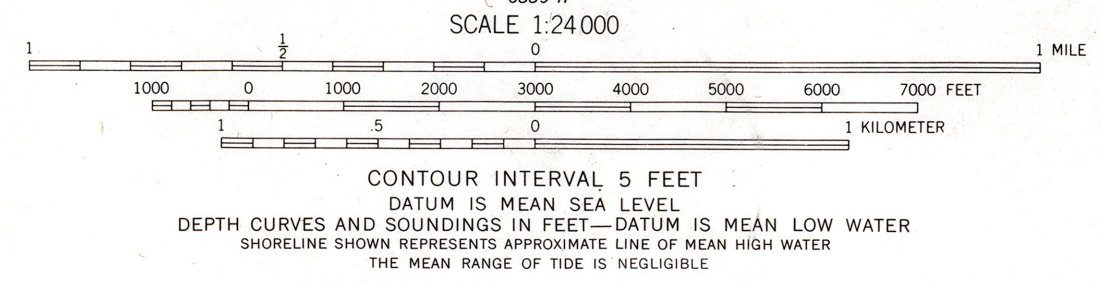 SCALE 1:24 000
1 ½ 0 1 MILE
1000 0 1000 2000 3000 4000 5000 6000 7000 FEET
1 .5 0 1 KILOMETER
CONTOUR INTERVAL 5 FEET
DATUM IS MEAN SEA LEVEL
DEPTH CURVES AND SOUNDINGS IN FEET—DATUM IS MEAN LOW WATER
SHORELINE SHOWN REPRESENTS APPROXIMATE LINE OF MEAN HIGH WATER
THE MEAN RANGE OF TIDE IS NEGLIGIBLE